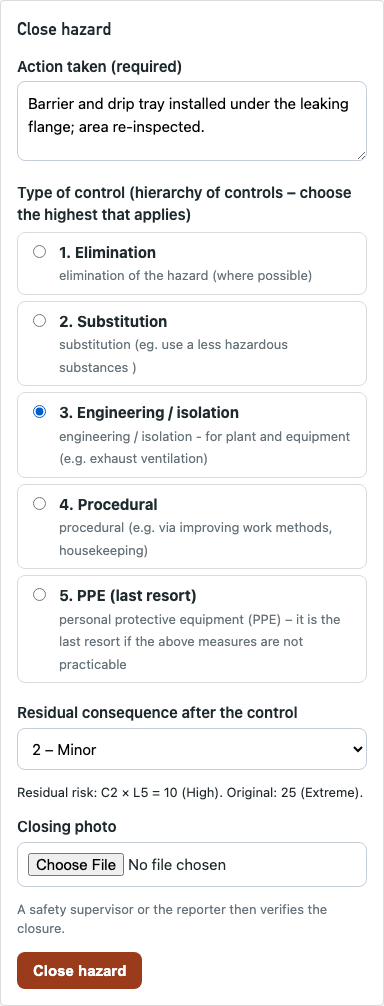 Close hazard
Action taken (required)
Barrier and drip tray installed under the leaking
flange; area re-inspected.
Type of control (hierarchy of controls – choose
the highest that applies)
1. Elimination
elimination of the hazard (where possible)
2. Substitution
substitution (eg. use a less hazardous
substances )
3. Engineering / isolation
engineering / isolation - for plant and equipment
(e.g. exhaust ventilation)
4. Procedural
procedural (e.g. via improving work methods,
housekeeping)
5. PPE (last resort)
personal protective equipment (PPE) – it is the
last resort if the above measures are not
practicable
Residual consequence after the control
2 – Minor
Residual risk: C2 × L5 = 10 (High). Original: 25 (Extreme).
Closing photo
Choose File No file chosen
A safety supervisor or the reporter then verifies the
closure.
Close hazard